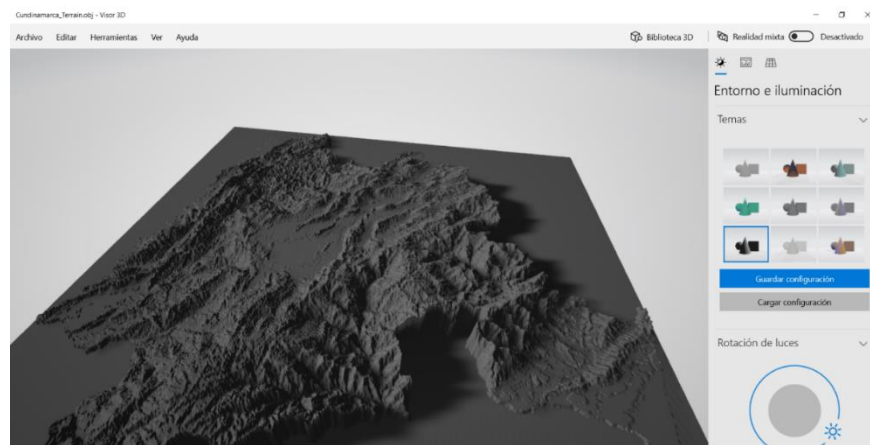 Cundinamarca_Terrain.obj - Visor 3D
Archivo Editar Herramientas Ver Ayuda Biblioteca 3D Realidad mixta Desactivado
Entorno e iluminación
Temas
Guardar configuración
Cargar configuración
Rotación de luces